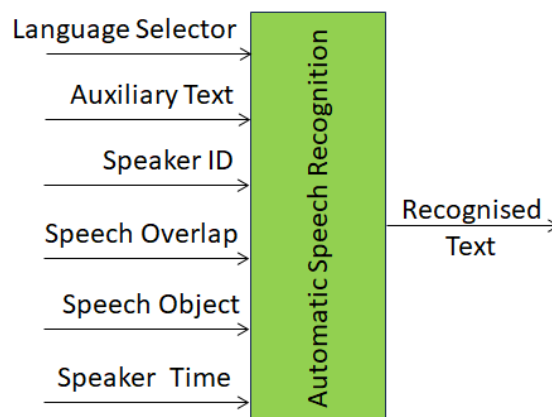 Language Selector
Auxiliary Text
Speaker ID
Speech Overlap
Speech Object
Speaker Time
Automatic Speech Recognition
Recognised
Text